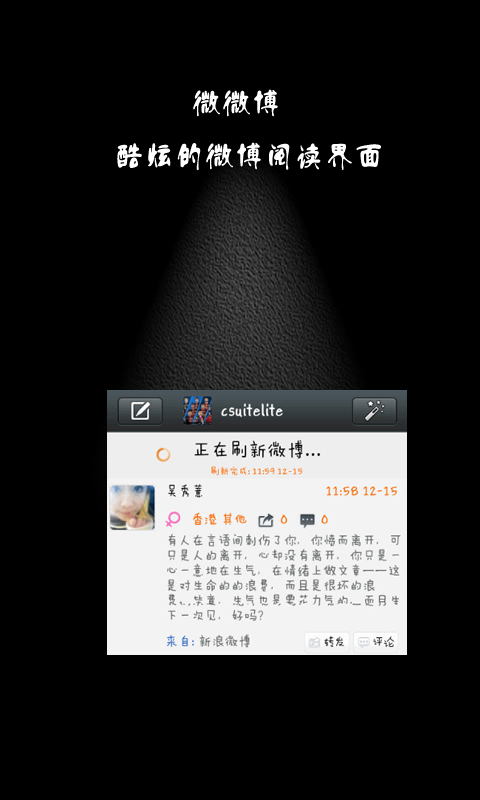 微微博
酷炫的微博阅读界面
csuitelite
正在刷新微博...
刷新完成: 11:59 12-15
吴秀薏 11:58 12-15
香港 其他 0 0
有人在言语间刺伤了你,你愤而离开,可
只是人的离开,心却没有离开,你只是一
心一意地在生气,在情绪上做文章——这
是对生命的的浪费,而且是很坏的浪
费...笑意,生气也是要花力气的...而月生
下一次见,好吗?
来自: 新浪微博 转发 评论